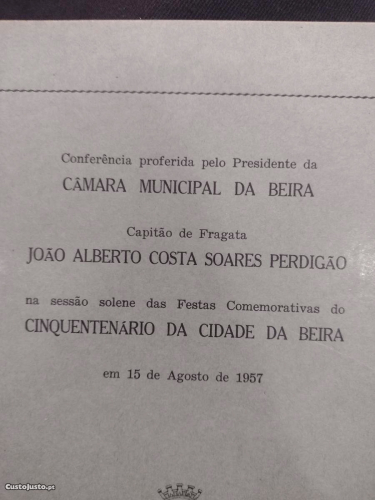 Conferência proferida pelo Presidente da
CÂMARA MUNICIPAL DA BEIRA
Capitão de Fragata
JOÃO ALBERTO COSTA SOARES PERDIGÃO
na sessão solene das Festas Comemorativas do
CINQUENTENÁRIO DA CIDADE DA BEIRA
em 15 de Agosto de 1957
CustoJusto.pt